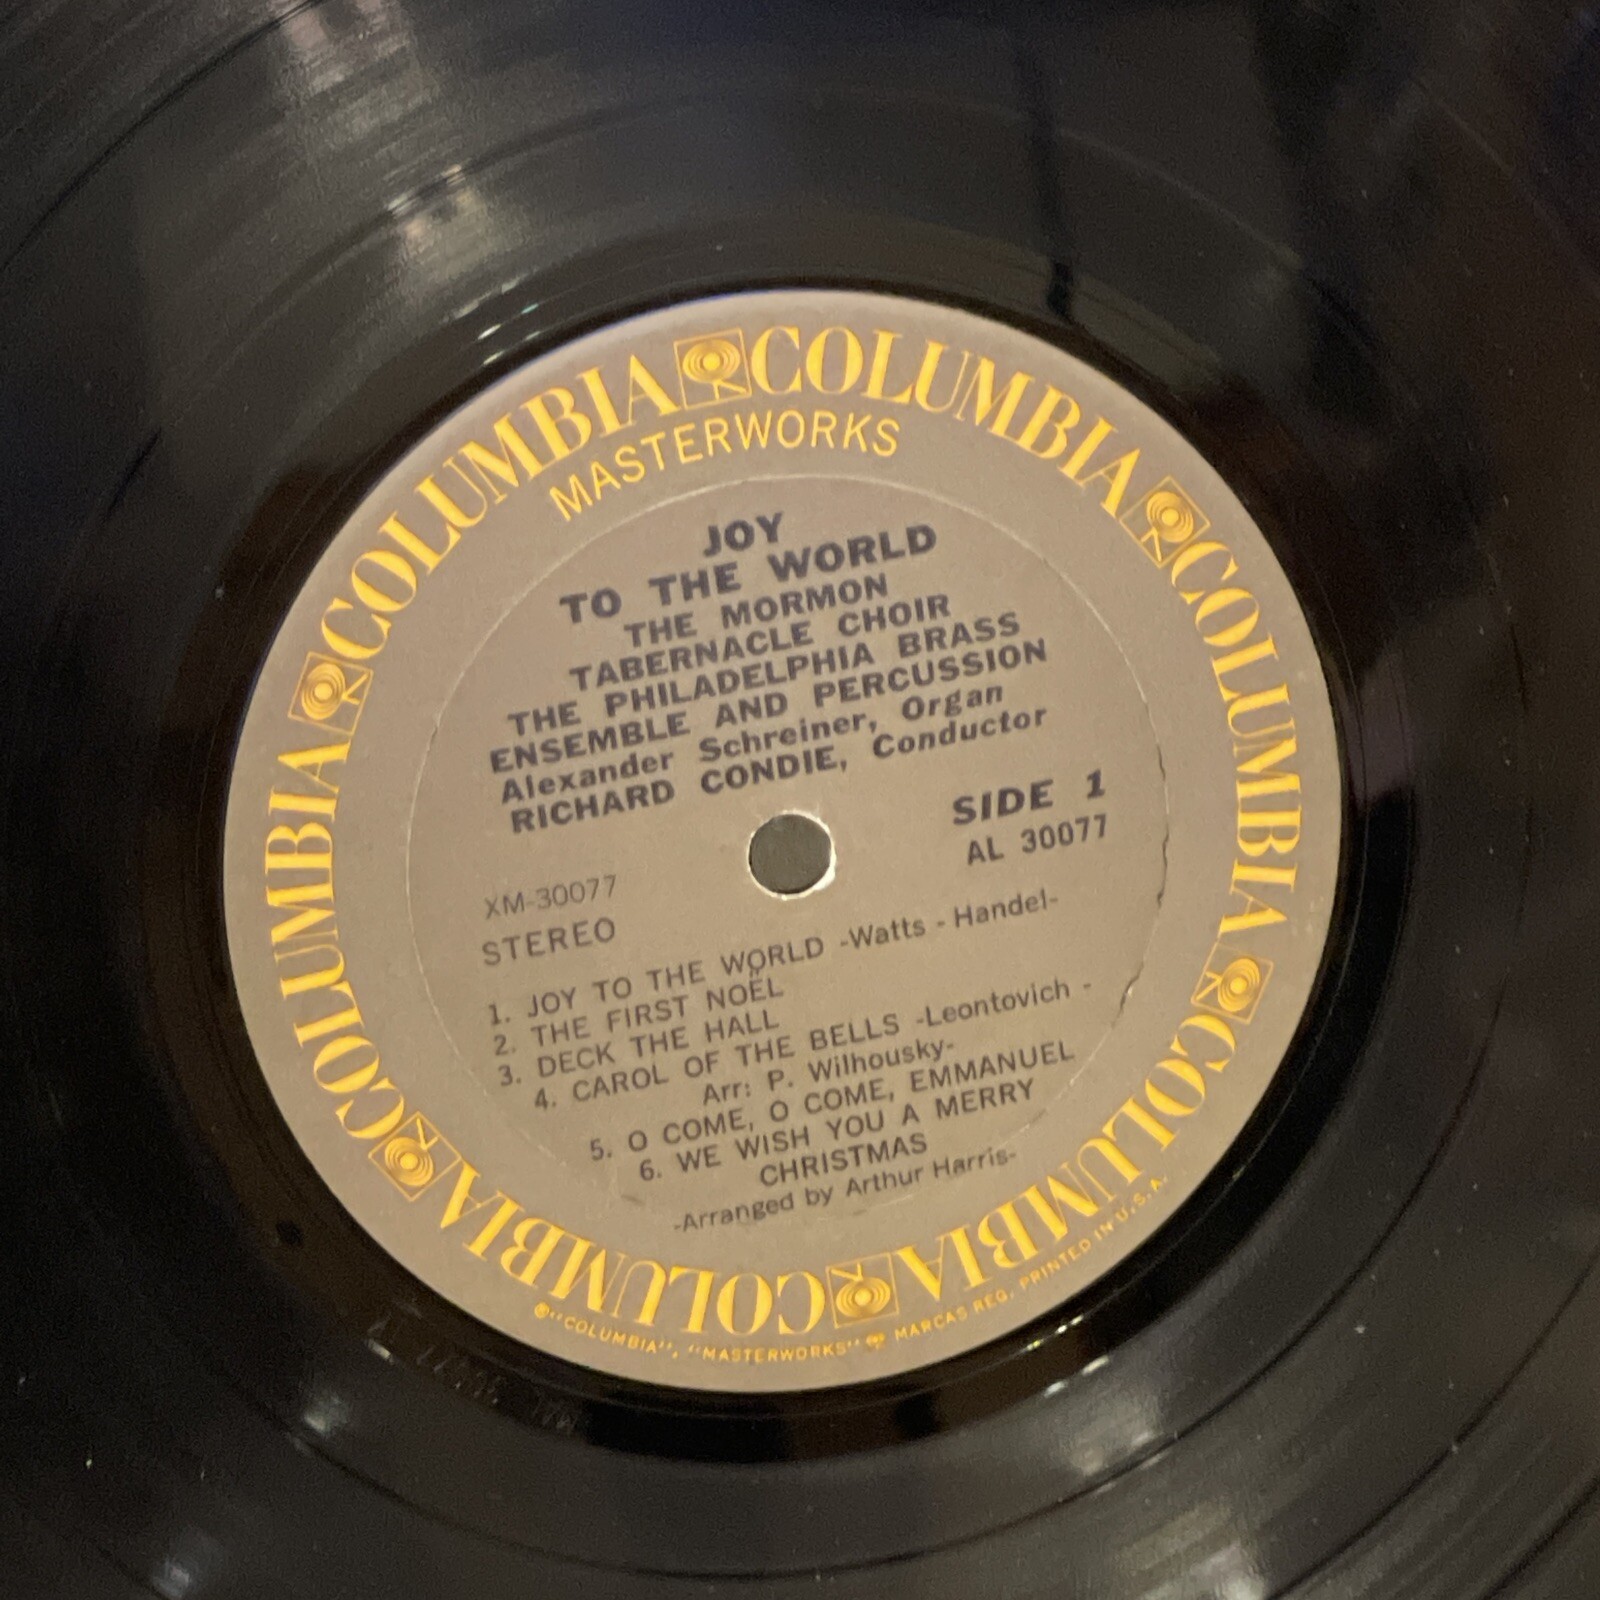 COLUMBIA COLUMBIA COLUMBIA COLUMBIA COLUMBIA COLUMBIA
MASTERWORKS
JOY
TO THE WORLD
THE MORMON
TABERNACLE CHOIR
THE PHILADELPHIA BRASS
ENSEMBLE AND PERCUSSION
Alexander Schreiner, Organ
RICHARD CONDIE, Conductor
SIDE 1
AL 30077
XM-30077
STEREO
1. JOY TO THE WORLD -Watts - Handel-
2. THE FIRST NOËL
3. DECK THE HALL
4. CAROL OF THE BELLS -Leontovich -
Arr: P. Wilhousky-
5. O COME, O COME, EMMANUEL
6. WE WISH YOU A MERRY
CHRISTMAS
-Arranged by Arthur Harris-
"COLUMBIA", "MASTERWORKS" MARCAS REG. PRINTED IN U.S.A.